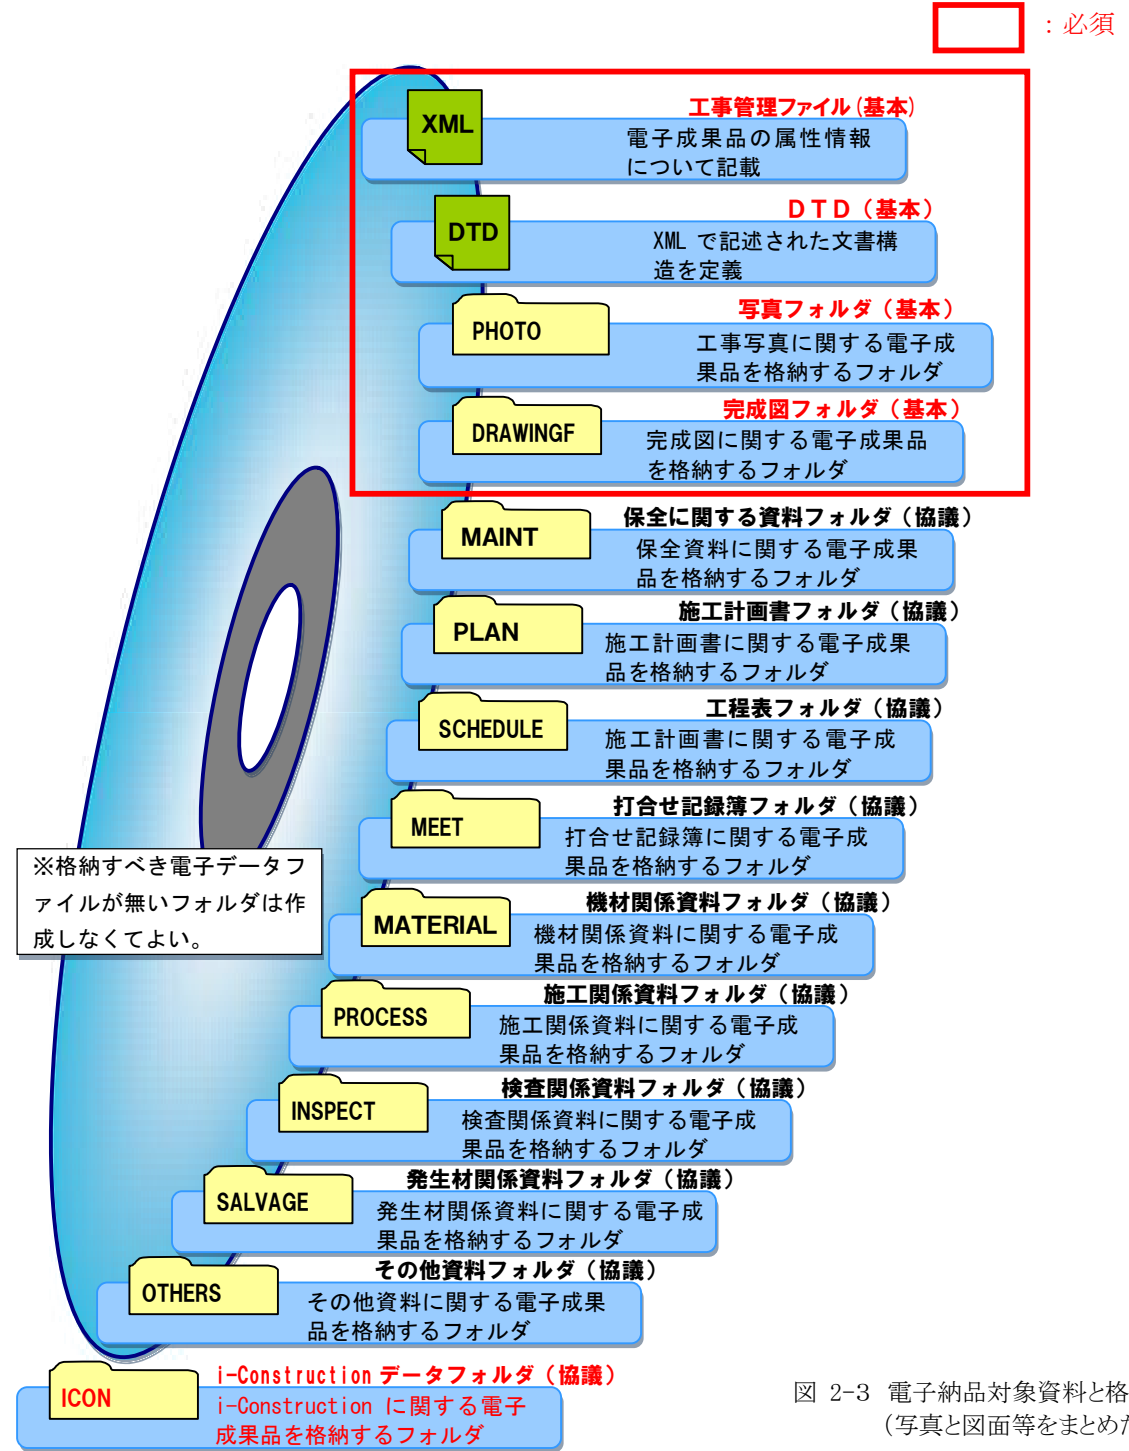 ：必須
工事管理ファイル(基本)
XML
電子成果品の属性情報
について記載
ＤＴＤ（基本）
DTD
XML で記述された文書構
造を定義
写真フォルダ（基本）
PHOTO
工事写真に関する電子成
果品を格納するフォルダ
完成図フォルダ（基本）
DRAWINGF
完成図に関する電子成果品
を格納するフォルダ
保全に関する資料フォルダ（協議）
MAINT
保全資料に関する電子成果
品を格納するフォルダ
施工計画書フォルダ（協議）
PLAN
施工計画書に関する電子成果
品を格納するフォルダ
工程表フォルダ（協議）
SCHEDULE
施工計画書に関する電子成
果品を格納するフォルダ
打合せ記録簿フォルダ（協議）
MEET
打合せ記録簿に関する電子成
果品を格納するフォルダ
※格納すべき電子データフ
ァイルが無いフォルダは作
成しなくてよい。
機材関係資料フォルダ（協議）
MATERIAL
機材関係資料に関する電子成
果品を格納するフォルダ
施工関係資料フォルダ（協議）
PROCESS
施工関係資料に関する電子成
果品を格納するフォルダ
検査関係資料フォルダ（協議）
INSPECT
検査関係資料に関する電子成
果品を格納するフォルダ
発生材関係資料フォルダ（協議）
SALVAGE
発生材関係資料に関する電子成
果品を格納するフォルダ
その他資料フォルダ（協議）
OTHERS
その他資料に関する電子成果
品を格納するフォルダ
i-Construction データフォルダ（協議）
ICON
i-Construction に関する電子
成果品を格納するフォルダ
図 2-3 電子納品対象資料と格
（写真と図面等をまとめ